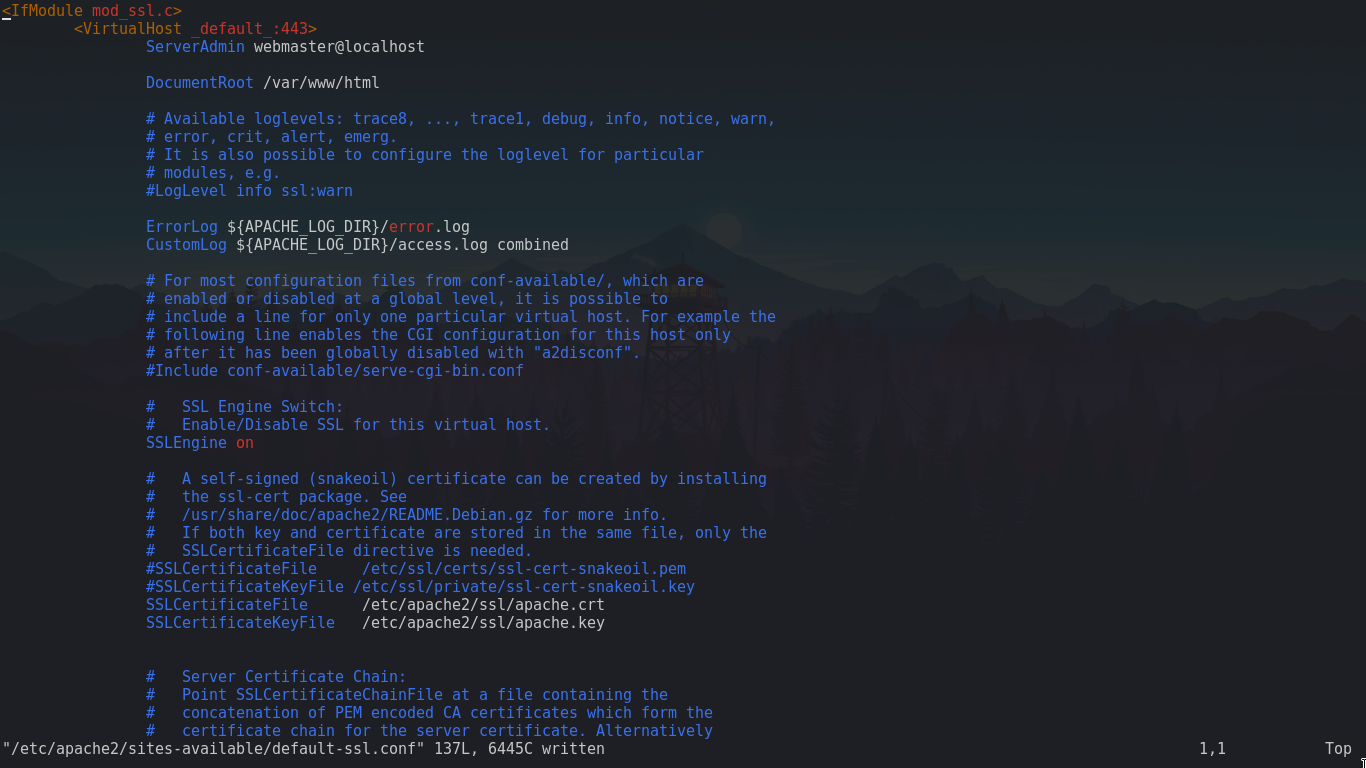 <IfModule mod_ssl.c>
<VirtualHost _default_:443>
ServerAdmin webmaster@localhost
DocumentRoot /var/www/html
# Available loglevels: trace8, ..., trace1, debug, info, notice, warn,
# error, crit, alert, emerg.
# It is also possible to configure the loglevel for particular
# modules, e.g.
#LogLevel info ssl:warn
ErrorLog ${APACHE_LOG_DIR}/error.log
CustomLog ${APACHE_LOG_DIR}/access.log combined
# For most configuration files from conf-available/, which are
# enabled or disabled at a global level, it is possible to
# include a line for only one particular virtual host. For example the
# following line enables the CGI configuration for this host only
# after it has been globally disabled with "a2disconf".
#Include conf-available/serve-cgi-bin.conf
#   SSL Engine Switch:
#   Enable/Disable SSL for this virtual host.
SSLEngine on
#   A self-signed (snakeoil) certificate can be created by installing
#   the ssl-cert package. See
#   /usr/share/doc/apache2/README.Debian.gz for more info.
#   If both key and certificate are stored in the same file, only the
#   SSLCertificateFile directive is needed.
#SSLCertificateFile     /etc/ssl/certs/ssl-cert-snakeoil.pem
#SSLCertificateKeyFile /etc/ssl/private/ssl-cert-snakeoil.key
SSLCertificateFile      /etc/apache2/ssl/apache.crt
SSLCertificateKeyFile   /etc/apache2/ssl/apache.key
#   Server Certificate Chain:
#   Point SSLCertificateChainFile at a file containing the
#   concatenation of PEM encoded CA certificates which form the
#   certificate chain for the server certificate. Alternatively
"/etc/apache2/sites-available/default-ssl.conf" 137L, 6445C written 1,1 Top